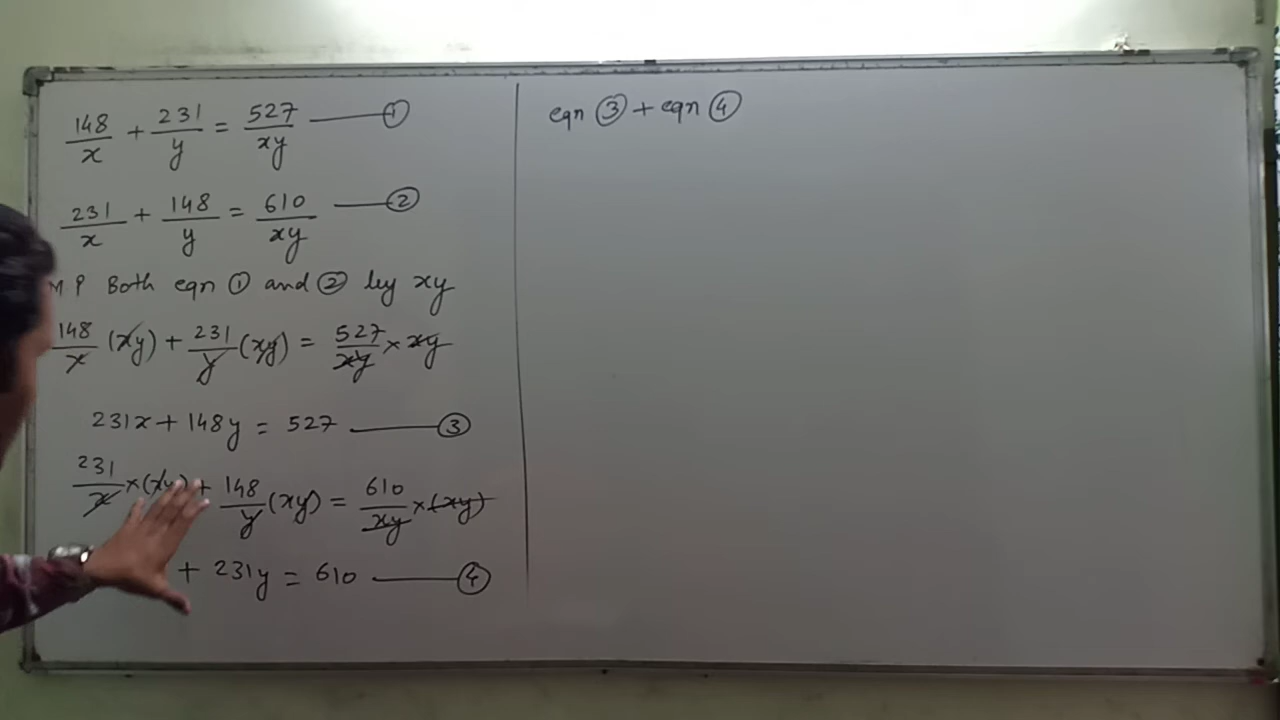 148/x + 231/y = 527/xy —— ①
231/x + 148/y = 610/xy —— ②
M P Both eqn ① and ② by xy
148/x (xy) + 231/y (xy) = 527/xy × xy
231x + 148y = 527 —— ③
231/x × (xy) + 148/y (xy) = 610/xy × (xy)
+ 231y = 610 —— ④
eqn ③ + eqn ④